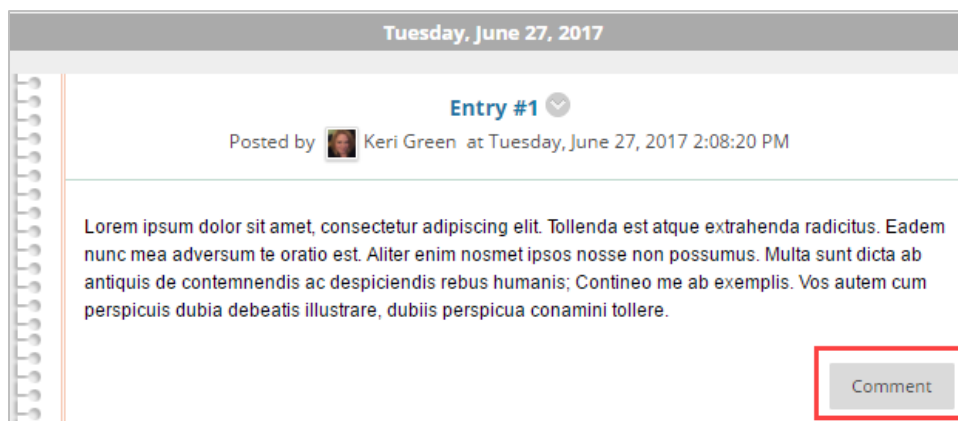 Tuesday, June 27, 2017
Entry #1
Posted by Keri Green at Tuesday, June 27, 2017 2:08:20 PM
Lorem ipsum dolor sit amet, consectetur adipiscing elit. Tollenda est atque extrahenda radicitus. Eadem
nunc mea adversum te oratio est. Aliter enim nosmet ipsos nosse non possumus. Multa sunt dicta ab
antiquis de contemnendis ac despiciendis rebus humanis; Contineo me ab exemplis. Vos autem cum
perspicuis dubia debeatis illustrare, dubiis perspicua conamini tollere.
Comment